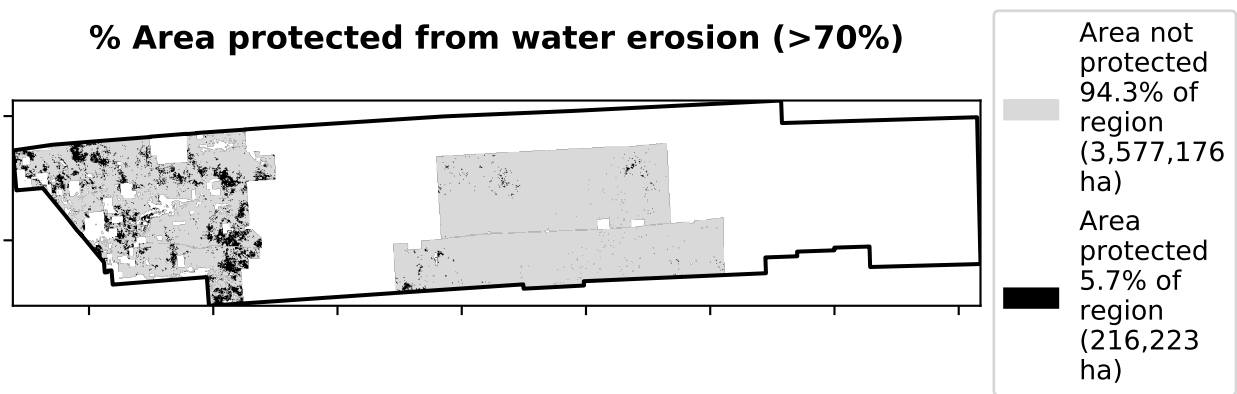 % Area protected from water erosion (>70%)
Area not
protected
94.3% of
region
(3,577,176
ha)
Area
protected
5.7% of
region
(216,223
ha)